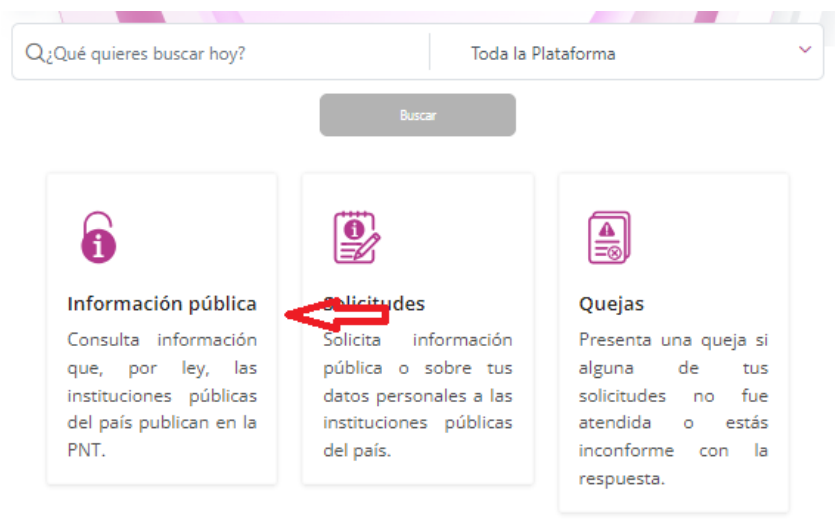 ¿Qué quieres buscar hoy?
Toda la Plataforma
Buscar
Información pública
Consulta información
que, por ley, las
instituciones públicas
del país publican en la
PNT.
Solicitudes
Solicita información
pública o sobre tus
datos personales a las
instituciones públicas
del país.
Quejas
Presenta una queja si
alguna de tus
solicitudes no fue
atendida o estás
inconforme con la
respuesta.